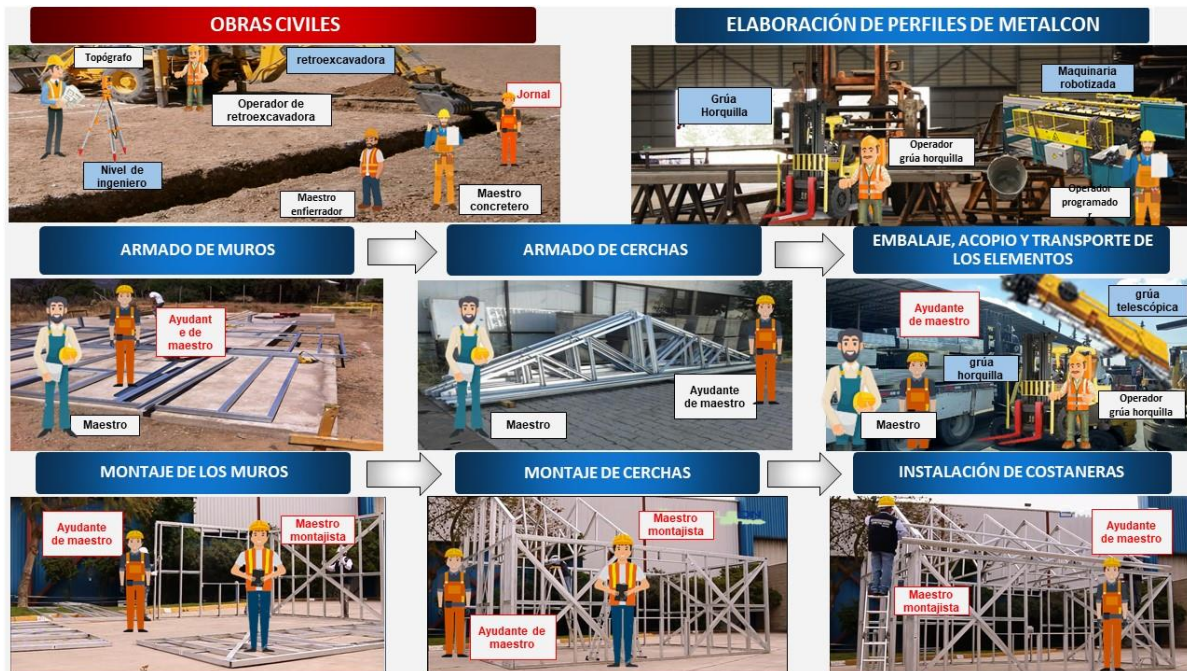 OBRAS CIVILES
ELABORACIÓN DE PERFILES DE METALCON
Topógrafo
retroexcavadora
Operador de
retroexcavadora
Jornal
Nivel de
ingeniero
Maestro
enfierrador
Maestro
concretero
Grúa
Horquilla
Maquinaria
robotizada
Operador
grúa horquilla
Operador
programado
r
ARMADO DE MUROS
ARMADO DE CERCHAS
EMBALAJE, ACOPIO Y TRANSPORTE DE
LOS ELEMENTOS
Ayudant
e de
maestro
Maestro
Ayudante
de maestro
Maestro
Ayudante
de maestro
grúa
telescópica
grúa
horquilla
Maestro
Operador
grúa horquilla
MONTAJE DE LOS MUROS
MONTAJE DE CERCHAS
INSTALACIÓN DE COSTANERAS
Ayudante
de maestro
Maestro
montajista
Maestro
montajista
Ayudante de
maestro
Ayudante
de maestro
Maestro
montajista